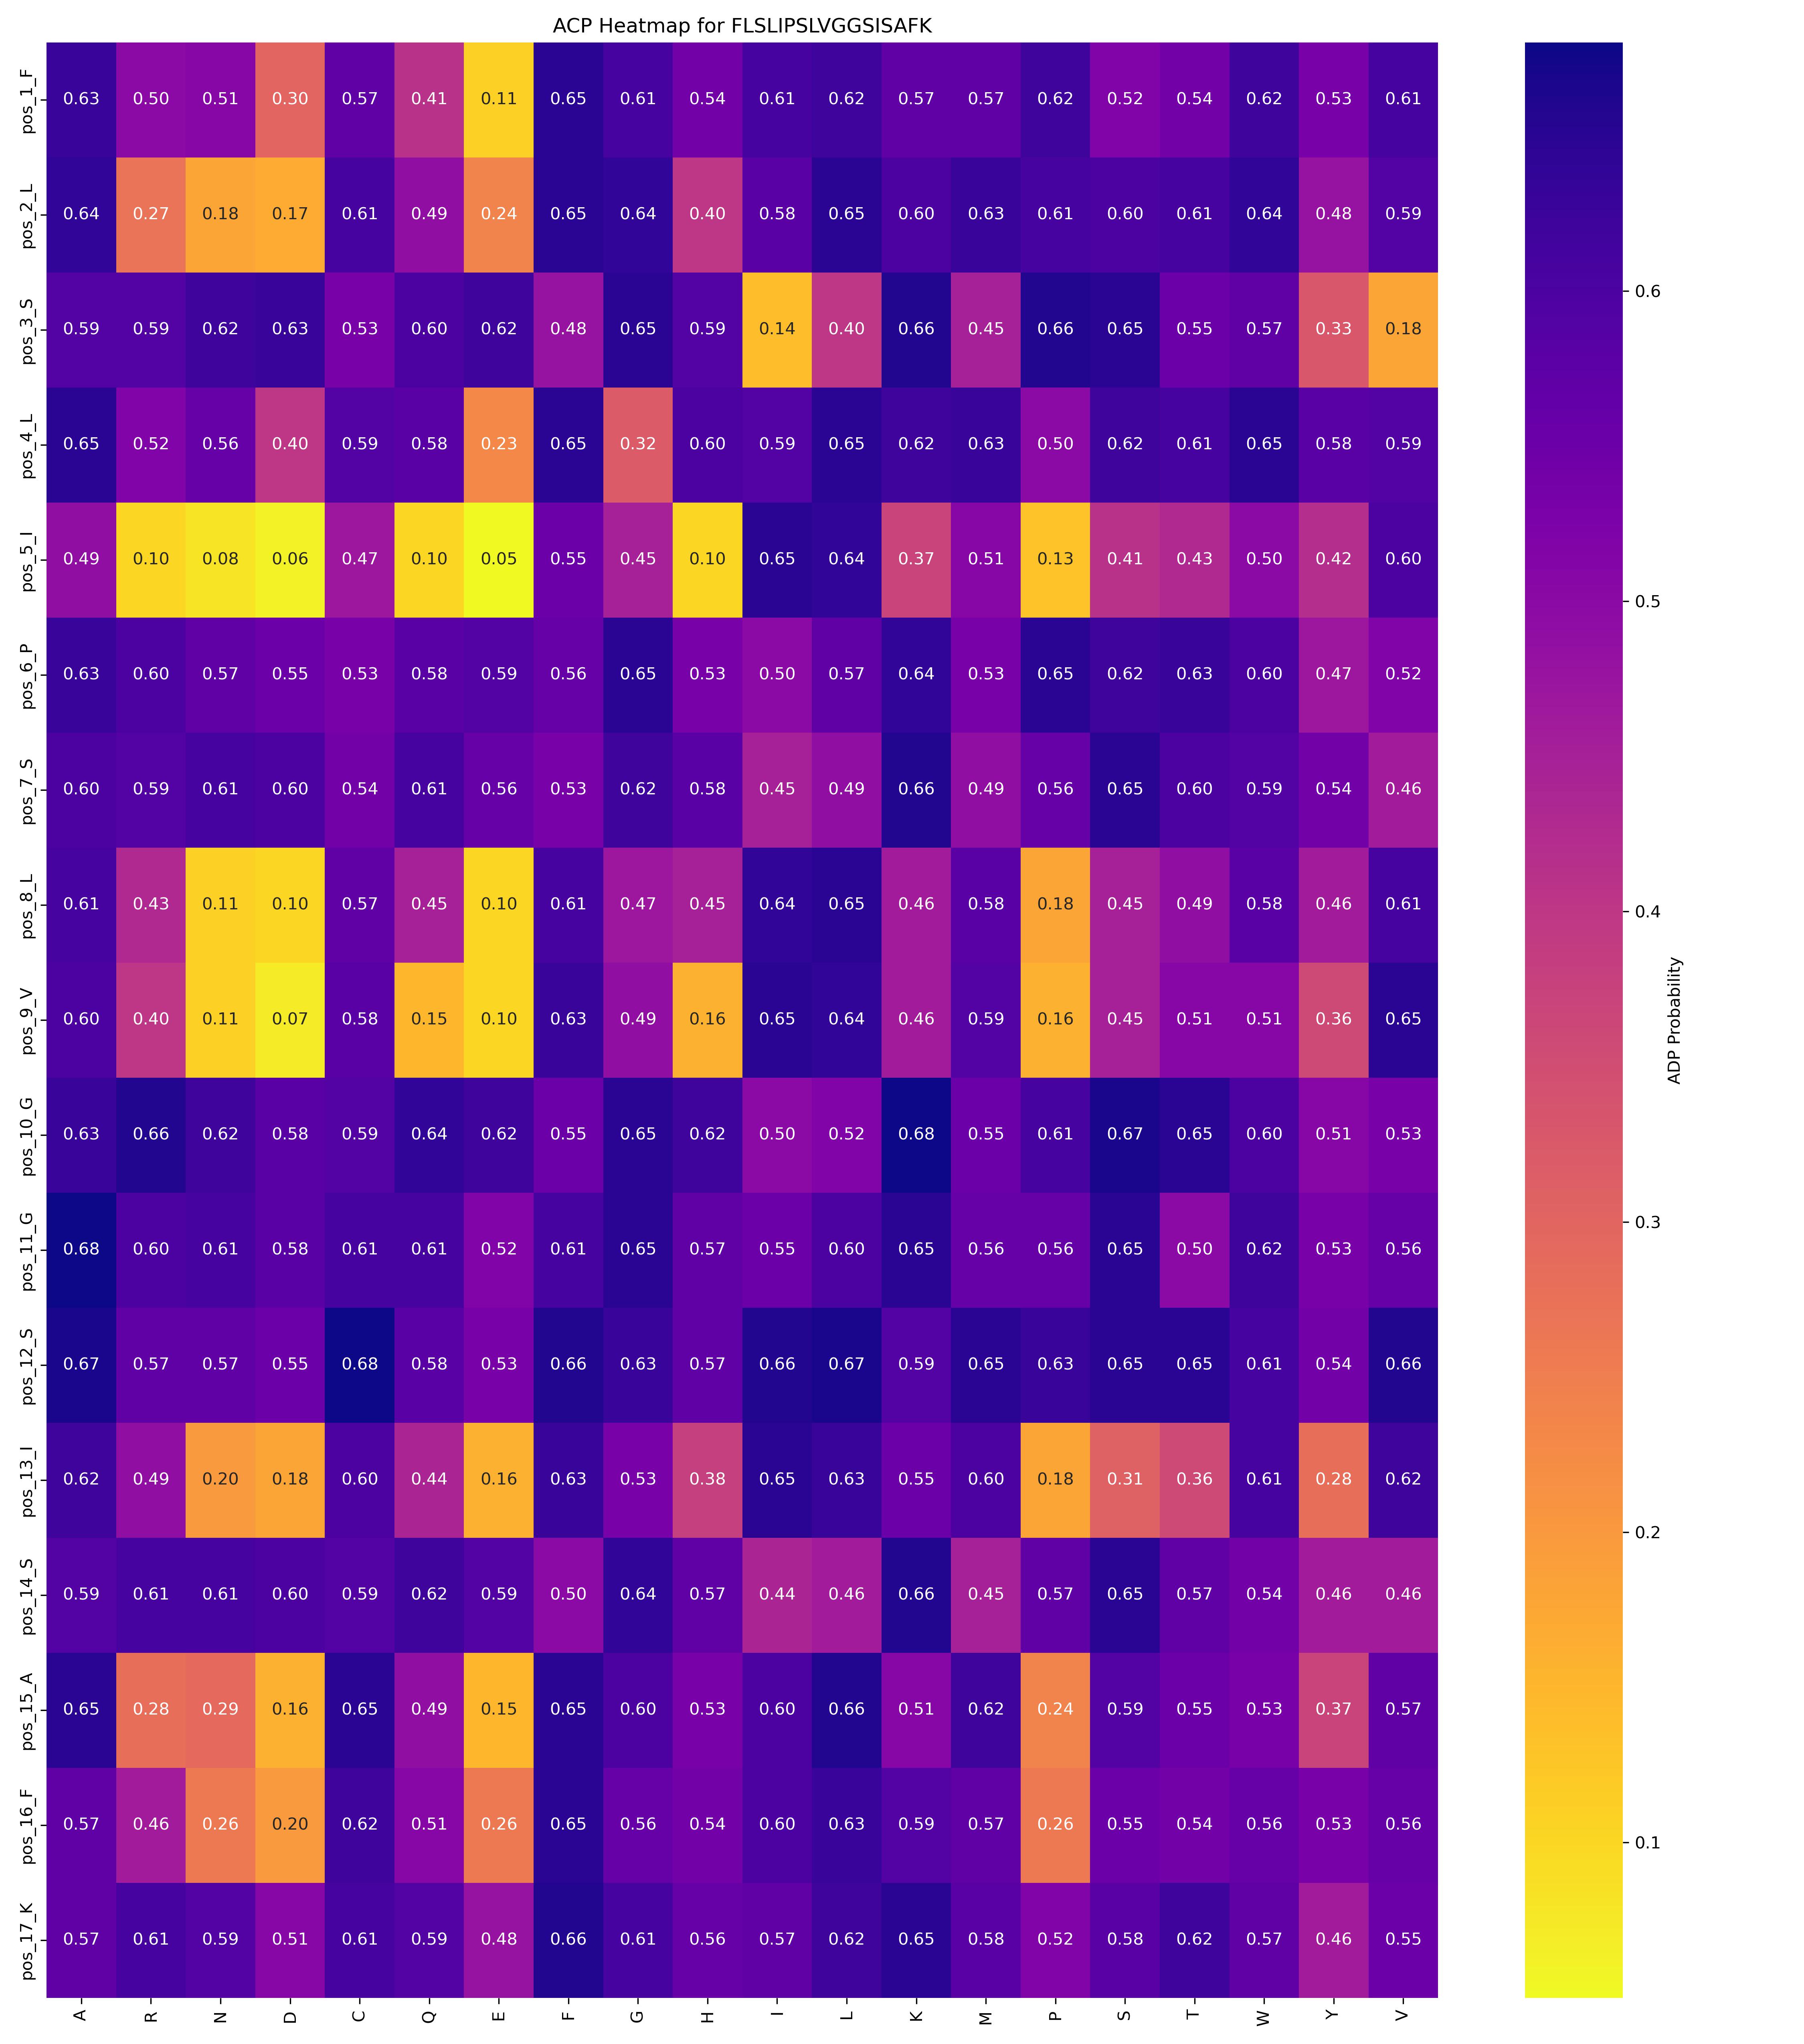 ACP Heatmap for FLSLIPSLVGGSISAFK
pos_1_F 0.63 0.50 0.51 0.30 0.57 0.41 0.11 0.65 0.61 0.54 0.61 0.62 0.57 0.57 0.62 0.52 0.54 0.62 0.53 0.61
pos_2_L 0.64 0.27 0.18 0.17 0.61 0.49 0.24 0.65 0.64 0.40 0.58 0.65 0.60 0.63 0.61 0.60 0.61 0.64 0.48 0.59
pos_3_S 0.59 0.59 0.62 0.63 0.53 0.60 0.62 0.48 0.65 0.59 0.14 0.40 0.66 0.45 0.66 0.65 0.55 0.57 0.33 0.18
pos_4_L 0.65 0.52 0.56 0.40 0.59 0.58 0.23 0.65 0.32 0.60 0.59 0.65 0.62 0.63 0.50 0.62 0.61 0.65 0.58 0.59
pos_5_I 0.49 0.10 0.08 0.06 0.47 0.10 0.05 0.55 0.45 0.10 0.65 0.64 0.37 0.51 0.13 0.41 0.43 0.50 0.42 0.60
pos_6_P 0.63 0.60 0.57 0.55 0.53 0.58 0.59 0.56 0.65 0.53 0.50 0.57 0.64 0.53 0.65 0.62 0.63 0.60 0.47 0.52
pos_7_S 0.60 0.59 0.61 0.60 0.54 0.61 0.56 0.53 0.62 0.58 0.45 0.49 0.66 0.49 0.56 0.65 0.60 0.59 0.54 0.46
pos_8_L 0.61 0.43 0.11 0.10 0.57 0.45 0.10 0.61 0.47 0.45 0.64 0.65 0.46 0.58 0.18 0.45 0.49 0.58 0.46 0.61
pos_9_V 0.60 0.40 0.11 0.07 0.58 0.15 0.10 0.63 0.49 0.16 0.65 0.64 0.46 0.59 0.16 0.45 0.51 0.51 0.36 0.65
pos_10_G 0.63 0.66 0.62 0.58 0.59 0.64 0.62 0.55 0.65 0.62 0.50 0.52 0.68 0.55 0.61 0.67 0.65 0.60 0.51 0.53
pos_11_G 0.68 0.60 0.61 0.58 0.61 0.61 0.52 0.61 0.65 0.57 0.55 0.60 0.65 0.56 0.56 0.65 0.50 0.62 0.53 0.56
pos_12_S 0.67 0.57 0.57 0.55 0.68 0.58 0.53 0.66 0.63 0.57 0.66 0.67 0.59 0.65 0.63 0.65 0.65 0.61 0.54 0.66
pos_13_I 0.62 0.49 0.20 0.18 0.60 0.44 0.16 0.63 0.53 0.38 0.65 0.63 0.55 0.60 0.18 0.31 0.36 0.61 0.28 0.62
pos_14_S 0.59 0.61 0.61 0.60 0.59 0.62 0.59 0.50 0.64 0.57 0.44 0.46 0.66 0.45 0.57 0.65 0.57 0.54 0.46 0.46
pos_15_A 0.65 0.28 0.29 0.16 0.65 0.49 0.15 0.65 0.60 0.53 0.60 0.66 0.51 0.62 0.24 0.59 0.55 0.53 0.37 0.57
pos_16_F 0.57 0.46 0.26 0.20 0.62 0.51 0.26 0.65 0.56 0.54 0.60 0.63 0.59 0.57 0.26 0.55 0.54 0.56 0.53 0.56
pos_17_K 0.57 0.61 0.59 0.51 0.61 0.59 0.48 0.66 0.61 0.56 0.57 0.62 0.65 0.58 0.52 0.58 0.62 0.57 0.46 0.55
A R N D C Q E F G H I L K M P S T W Y V
0.6
0.5
0.4
0.3
0.2
0.1
ADP Probability